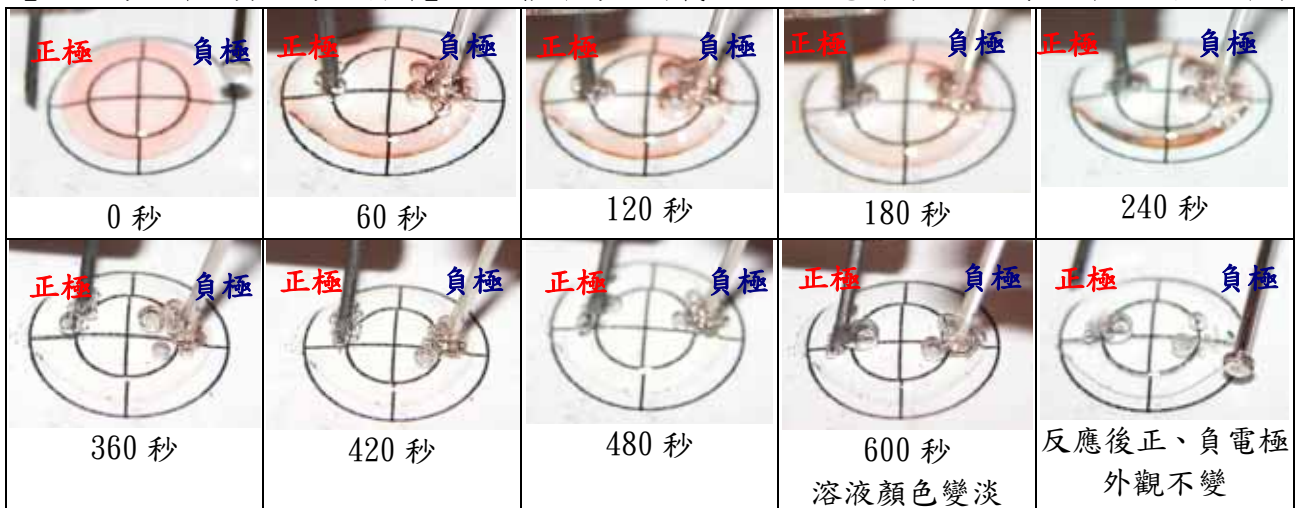 正極 負極 正極 負極 正極 負極 正極 負極 正極 負極
0 秒 60 秒 120 秒 180 秒 240 秒
正極 負極 正極 負極 正極 負極 正極 負極 正極 負極
360 秒 420 秒 480 秒 600 秒 反應後正、負電極
溶液顏色變淡 外觀不變